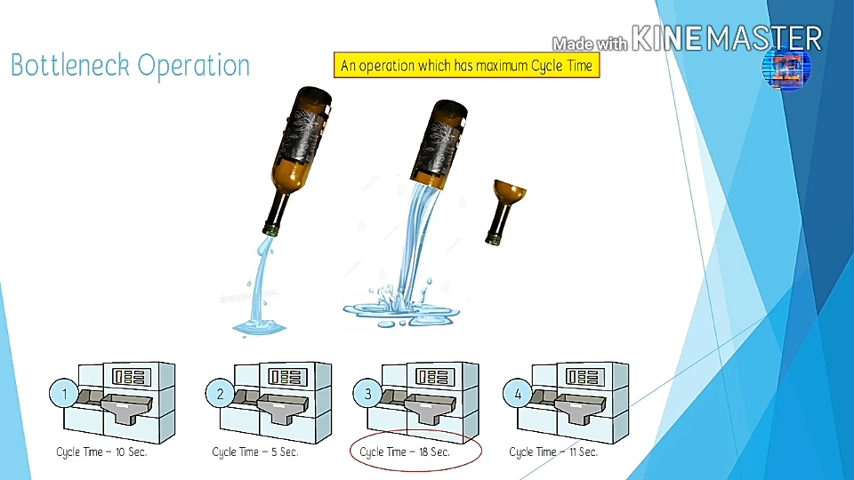 Made with KINEMASTER
Bottleneck Operation
An operation which has maximum Cycle Time
1
2
3
4
Cycle Time – 10 Sec.
Cycle Time – 5 Sec.
Cycle Time – 18 Sec.
Cycle Time – 11 Sec.